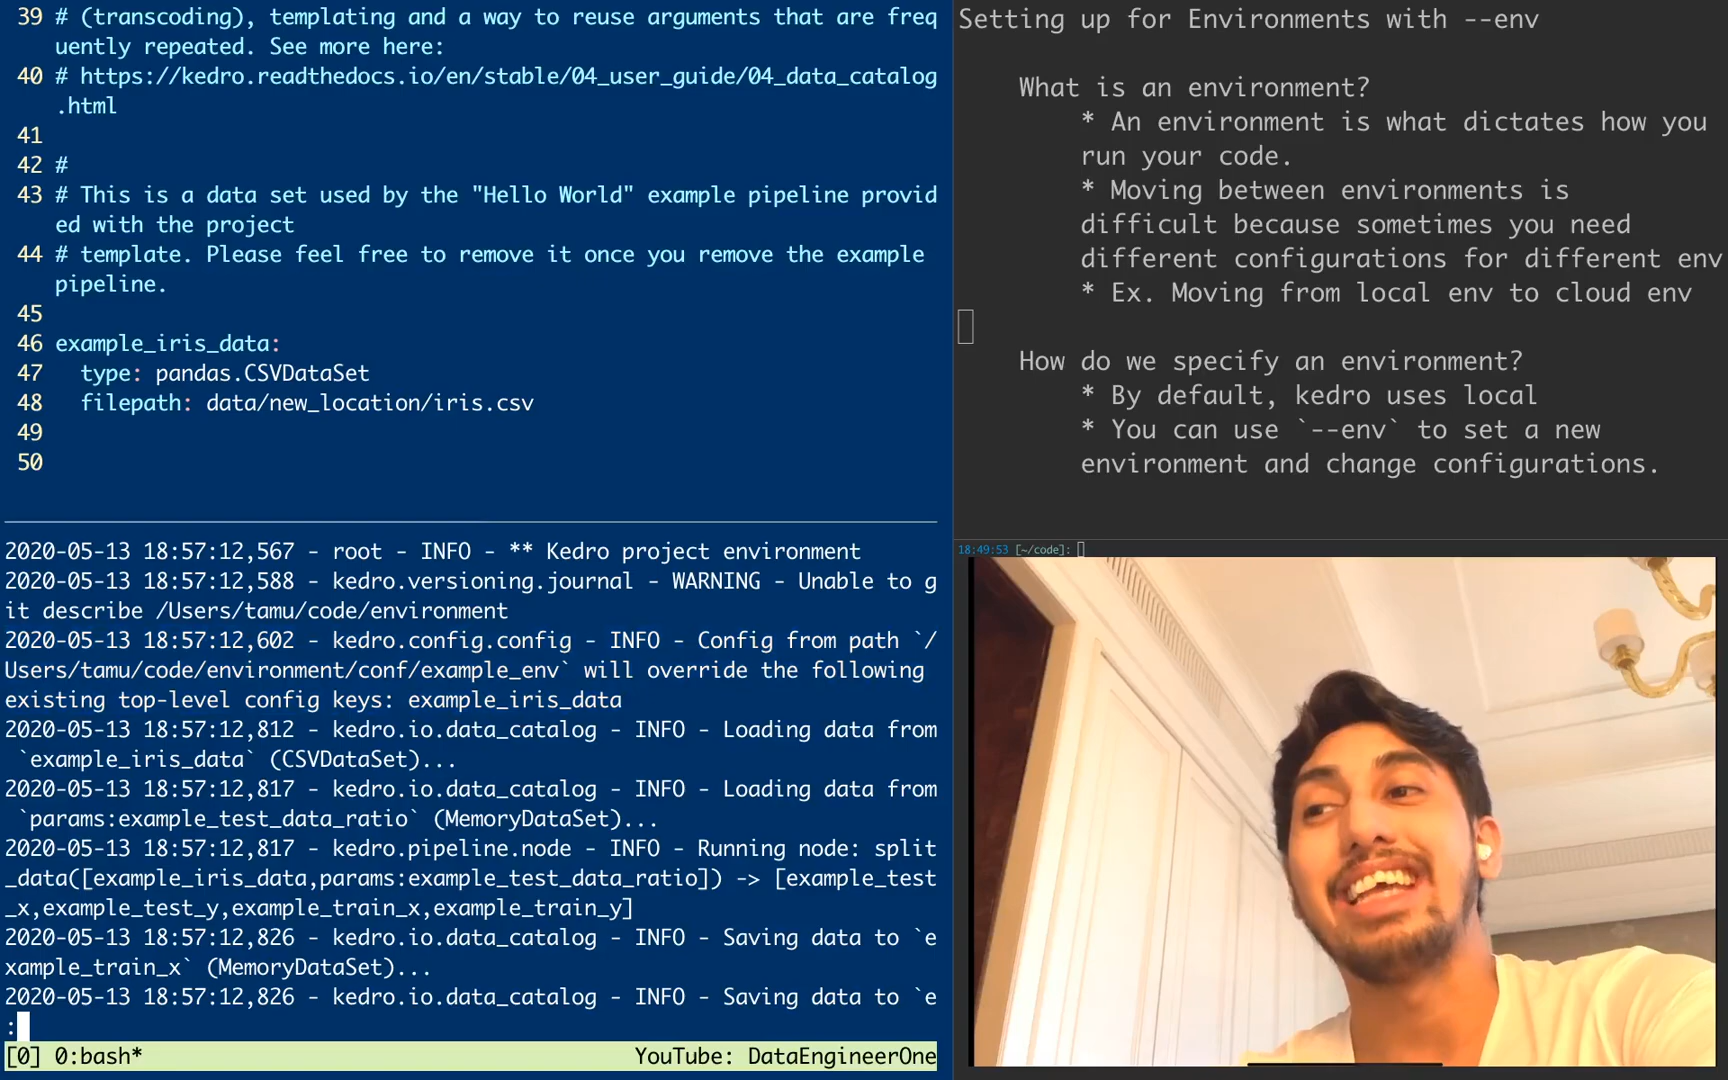 39 # (transcoding), templating and a way to reuse arguments that are freq
uently repeated. See more here:
40 # https://kedro.readthedocs.io/en/stable/04_user_guide/04_data_catalog
.html
41
42 #
43 # This is a data set used by the "Hello World" example pipeline provid
ed with the project
44 # template. Please feel free to remove it once you remove the example
pipeline.
45
46 example_iris_data:
47 type: pandas.CSVDataSet
48 filepath: data/new_location/iris.csv
49
50
2020-05-13 18:57:12,567 - root - INFO - ** Kedro project environment
2020-05-13 18:57:12,588 - kedro.versioning.journal - WARNING - Unable to g
it describe /Users/tamu/code/environment
2020-05-13 18:57:12,602 - kedro.config.config - INFO - Config from path `/
Users/tamu/code/environment/conf/example_env` will override the following
existing top-level config keys: example_iris_data
2020-05-13 18:57:12,812 - kedro.io.data_catalog - INFO - Loading data from
`example_iris_data` (CSVDataSet)...
2020-05-13 18:57:12,817 - kedro.io.data_catalog - INFO - Loading data from
`params:example_test_data_ratio` (MemoryDataSet)...
2020-05-13 18:57:12,817 - kedro.pipeline.node - INFO - Running node: split
_data([example_iris_data,params:example_test_data_ratio]) -> [example_test
_x,example_test_y,example_train_x,example_train_y]
2020-05-13 18:57:12,826 - kedro.io.data_catalog - INFO - Saving data to `e
xample_train_x` (MemoryDataSet)...
2020-05-13 18:57:12,826 - kedro.io.data_catalog - INFO - Saving data to `e
:
[0] 0:bash* YouTube: DataEngineerOne
Setting up for Environments with --env
What is an environment?
* An environment is what dictates how you
run your code.
* Moving between environments is
difficult because sometimes you need
different configurations for different env
* Ex. Moving from local env to cloud env
How do we specify an environment?
* By default, kedro uses local
* You can use `--env` to set a new
environment and change configurations.
18:49:53 [~/code]: